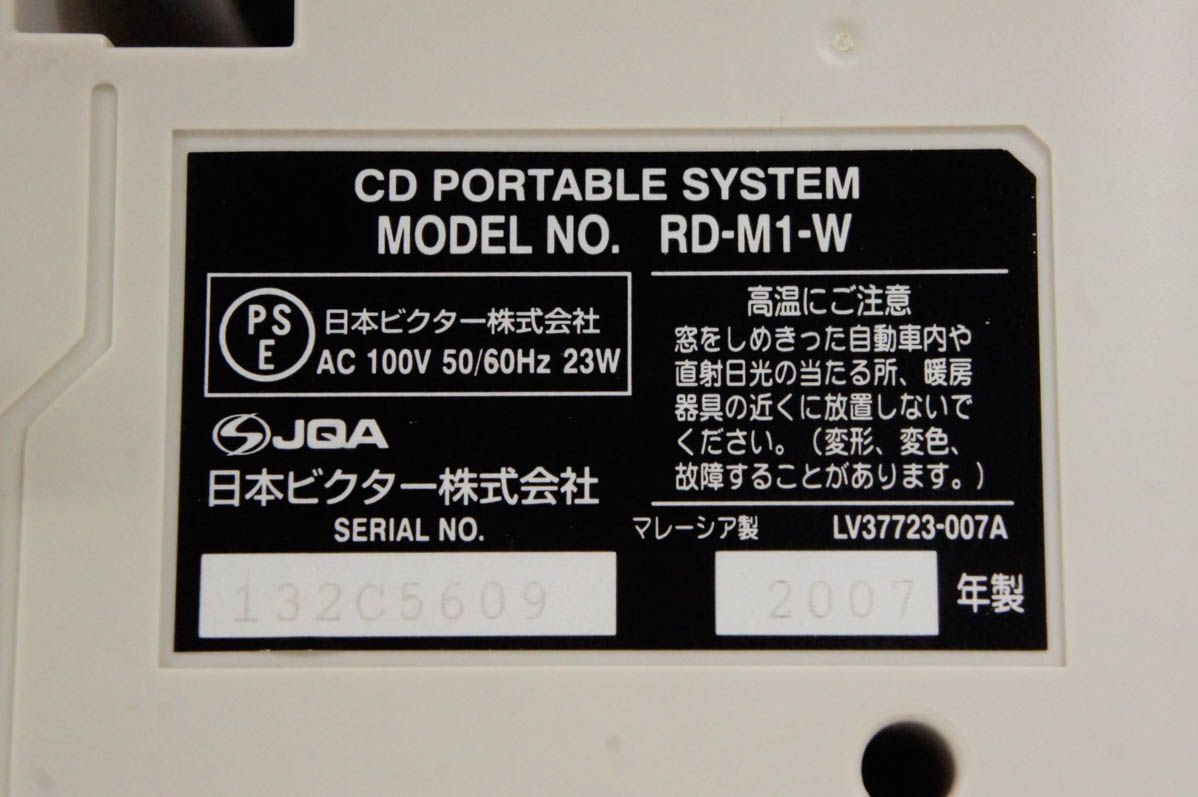 CD PORTABLE SYSTEM
MODEL NO. RD-M1-W
PS
E
日本ビクター株式会社
AC 100V 50/60Hz 23W
JQA
日本ビクター株式会社
高温にご注意
窓をしめきった自動車内や
直射日光の当たる所、暖房
器具の近くに放置しないで
ください。(変形、変色、
故障することがあります。)
SERIAL NO.
マレーシア製 LV37723-007A
132C5609
2007 年製